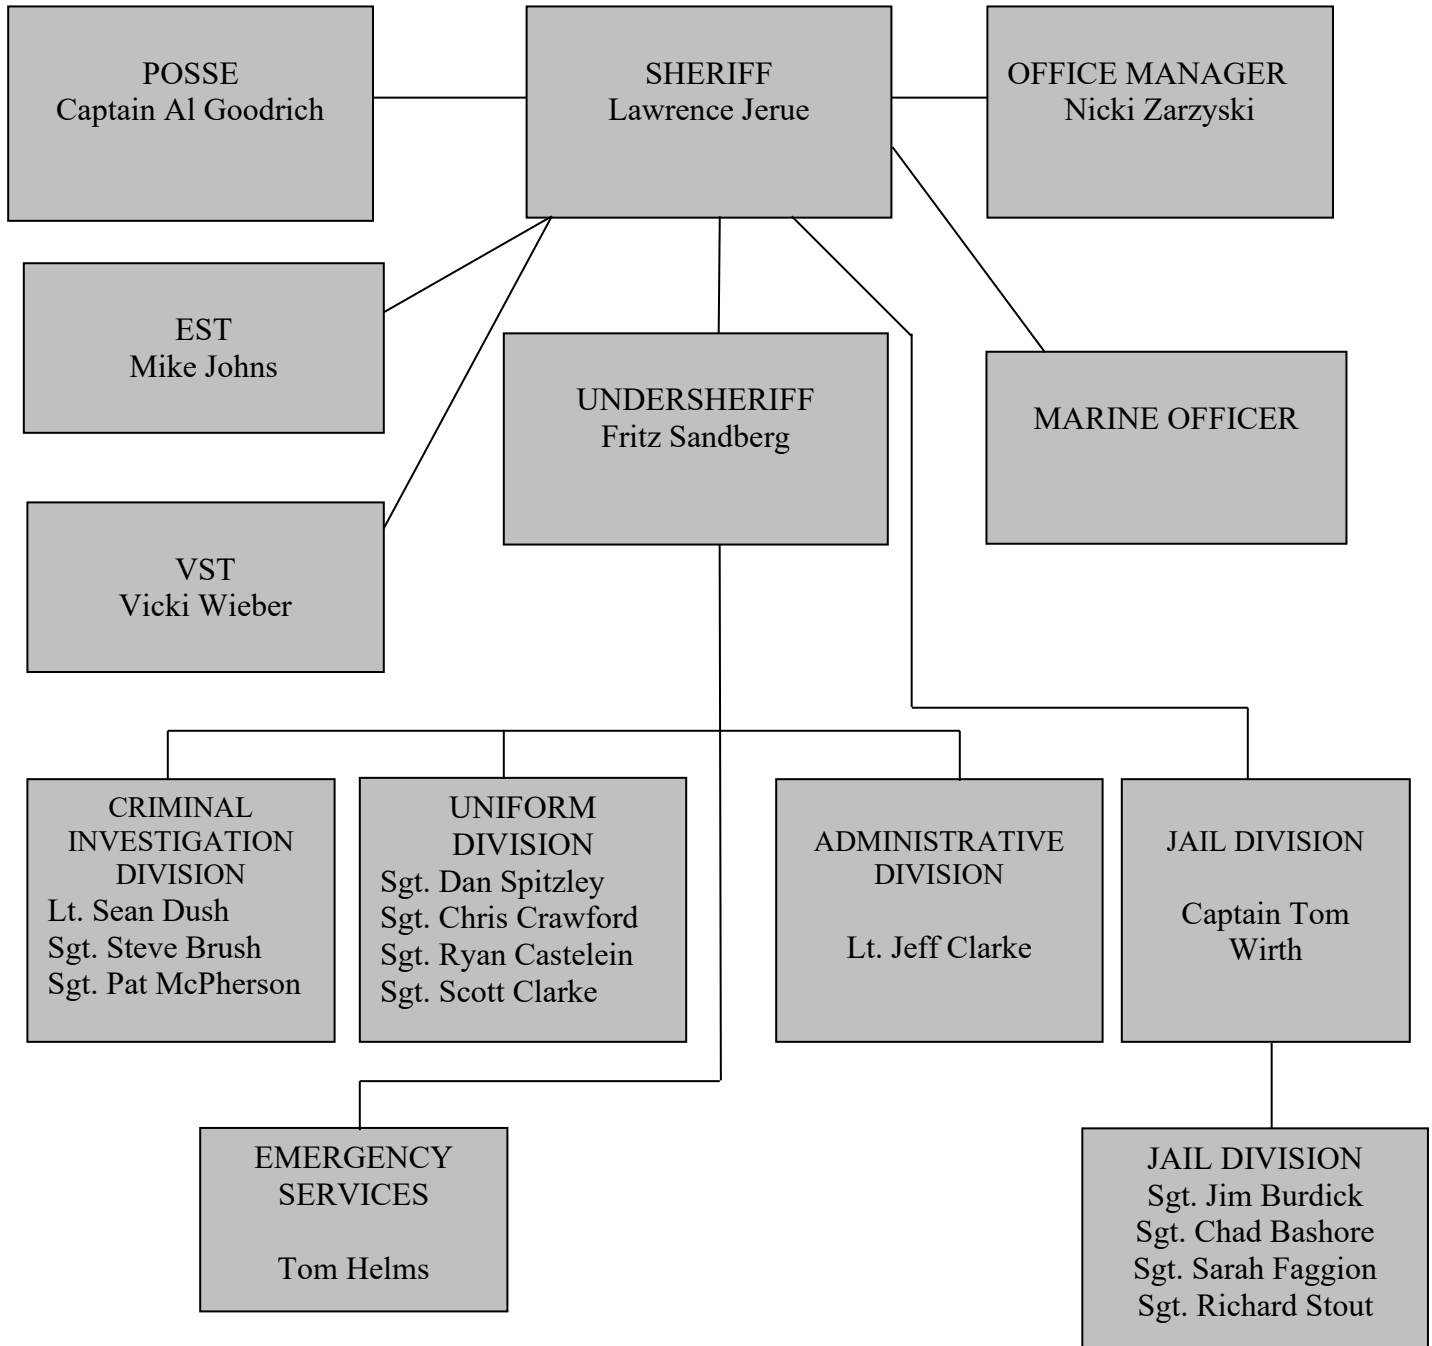 POSSE
Captain Al Goodrich
SHERIFF
Lawrence Jerue
OFFICE MANAGER
Nicki Zarzyski
EST
Mike Johns
UNDERSHERIFF
Fritz Sandberg
MARINE OFFICER
VST
Vicki Wieber
CRIMINAL
INVESTIGATION
DIVISION
Lt. Sean Dush
Sgt. Steve Brush
Sgt. Pat McPherson
UNIFORM
DIVISION
Sgt. Dan Spitzley
Sgt. Chris Crawford
Sgt. Ryan Castelein
Sgt. Scott Clarke
ADMINISTRATIVE
DIVISION
Lt. Jeff Clarke
JAIL DIVISION
Captain Tom
Wirth
EMERGENCY
SERVICES
Tom Helms
JAIL DIVISION
Sgt. Jim Burdick
Sgt. Chad Bashore
Sgt. Sarah Faggion
Sgt. Richard Stout